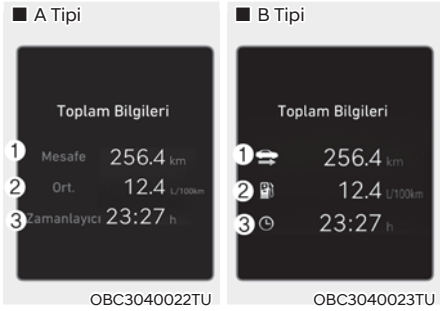 ■ A Tipi
Toplam Bilgileri
1 Mesafe 256.4 km
2 Ort. 12.4 L/100km
3 Zamanlayıcı 23:27 h
OBC3040022TU
■ B Tipi
Toplam Bilgileri
1 256.4 km
2 12.4 L/100km
3 23:27 h
OBC3040023TU